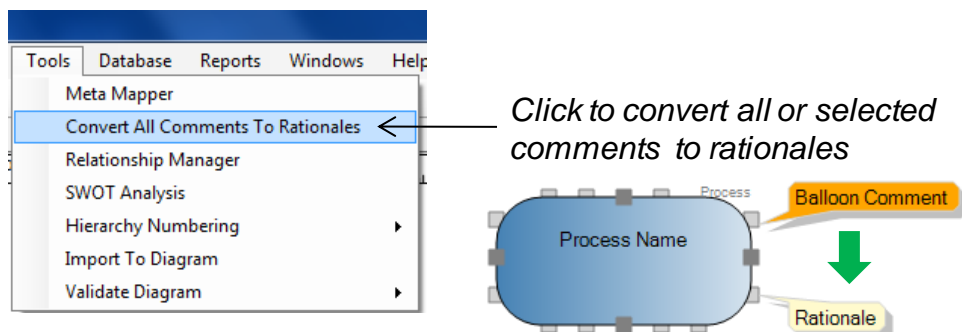 Tools Database Reports Windows Help
Meta Mapper
Convert All Comments To Rationales
Relationship Manager
SWOT Analysis
Hierarchy Numbering
Import To Diagram
Validate Diagram
Click to convert all or selected
comments to rationales
Process
Balloon Comment
Process Name
Rationale